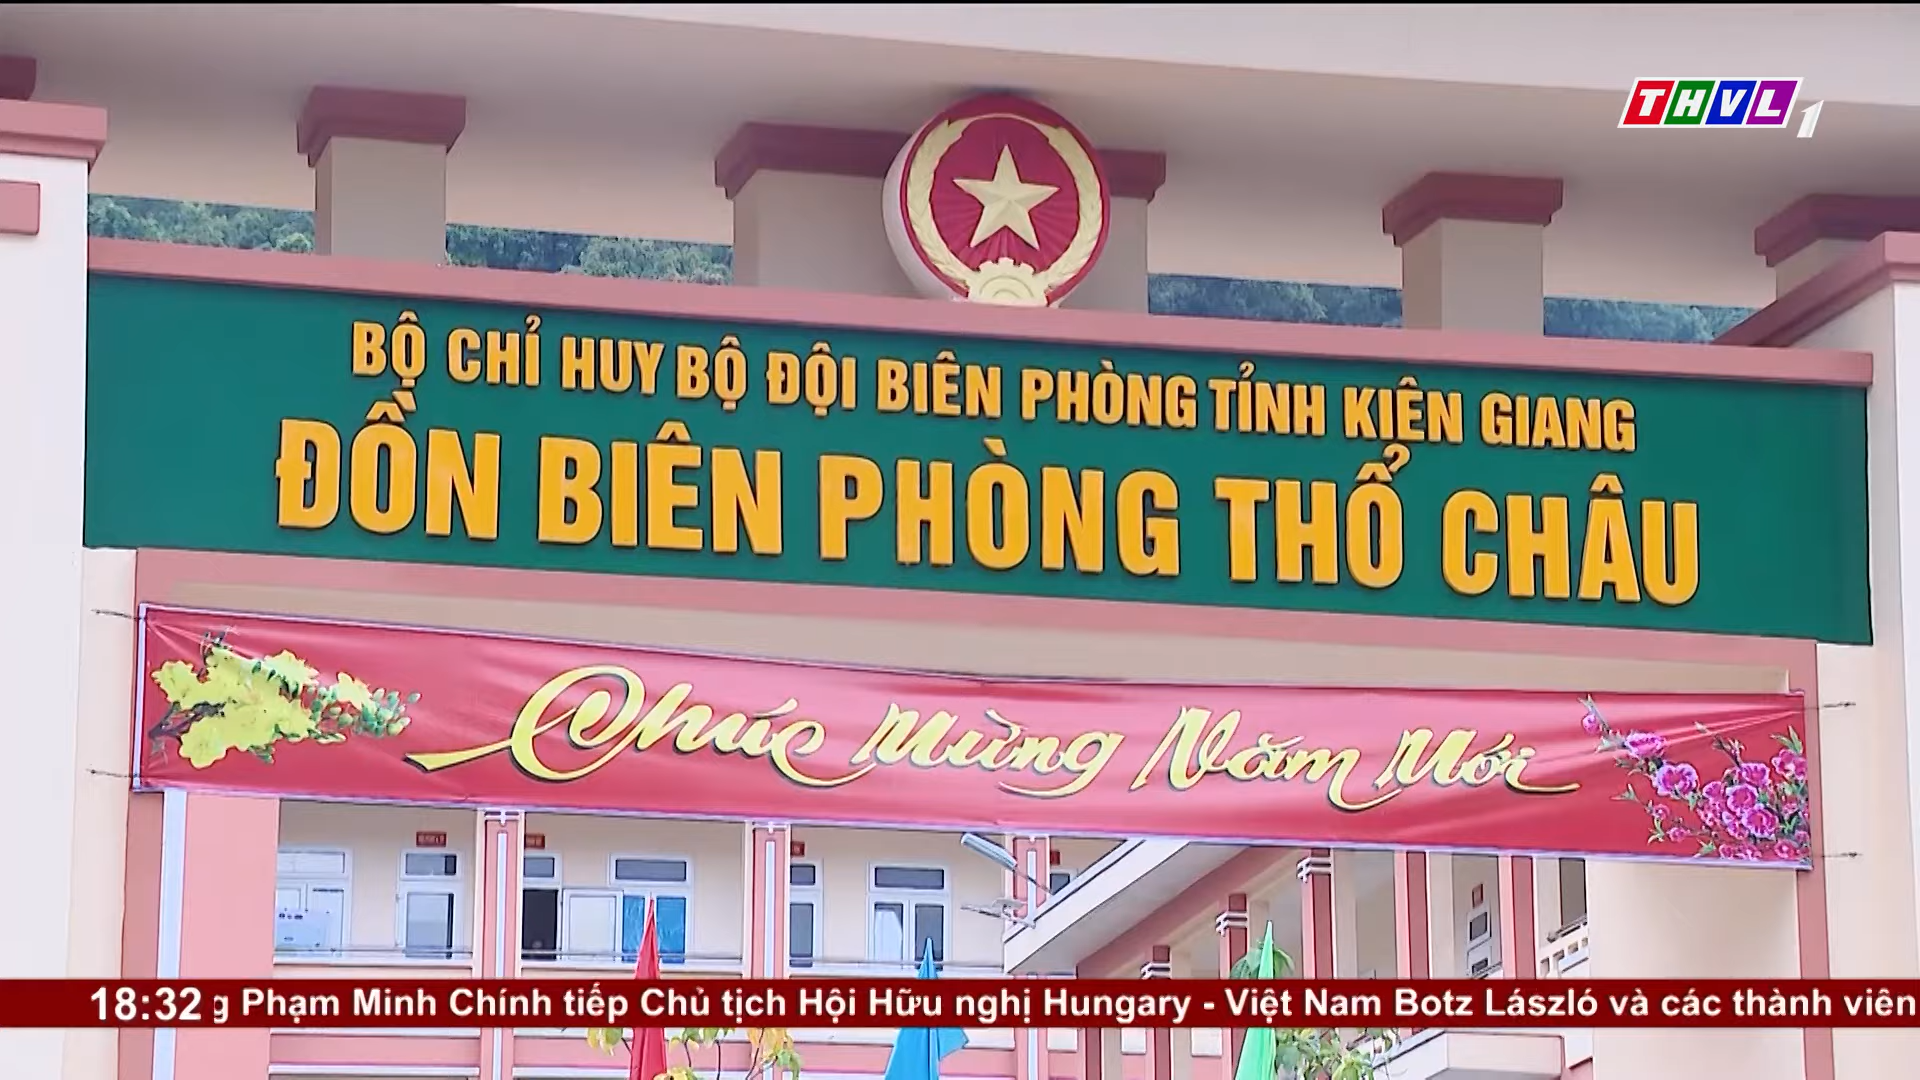 THVL1
BỘ CHỈ HUY BỘ ĐỘI BIÊN PHÒNG TỈNH KIÊN GIANG
ĐỒN BIÊN PHÒNG THỔ CHÂU
Chúc Mừng Năm Mới
18:32 g Phạm Minh Chính tiếp Chủ tịch Hội Hữu nghị Hungary - Việt Nam Botz László và các thành viên